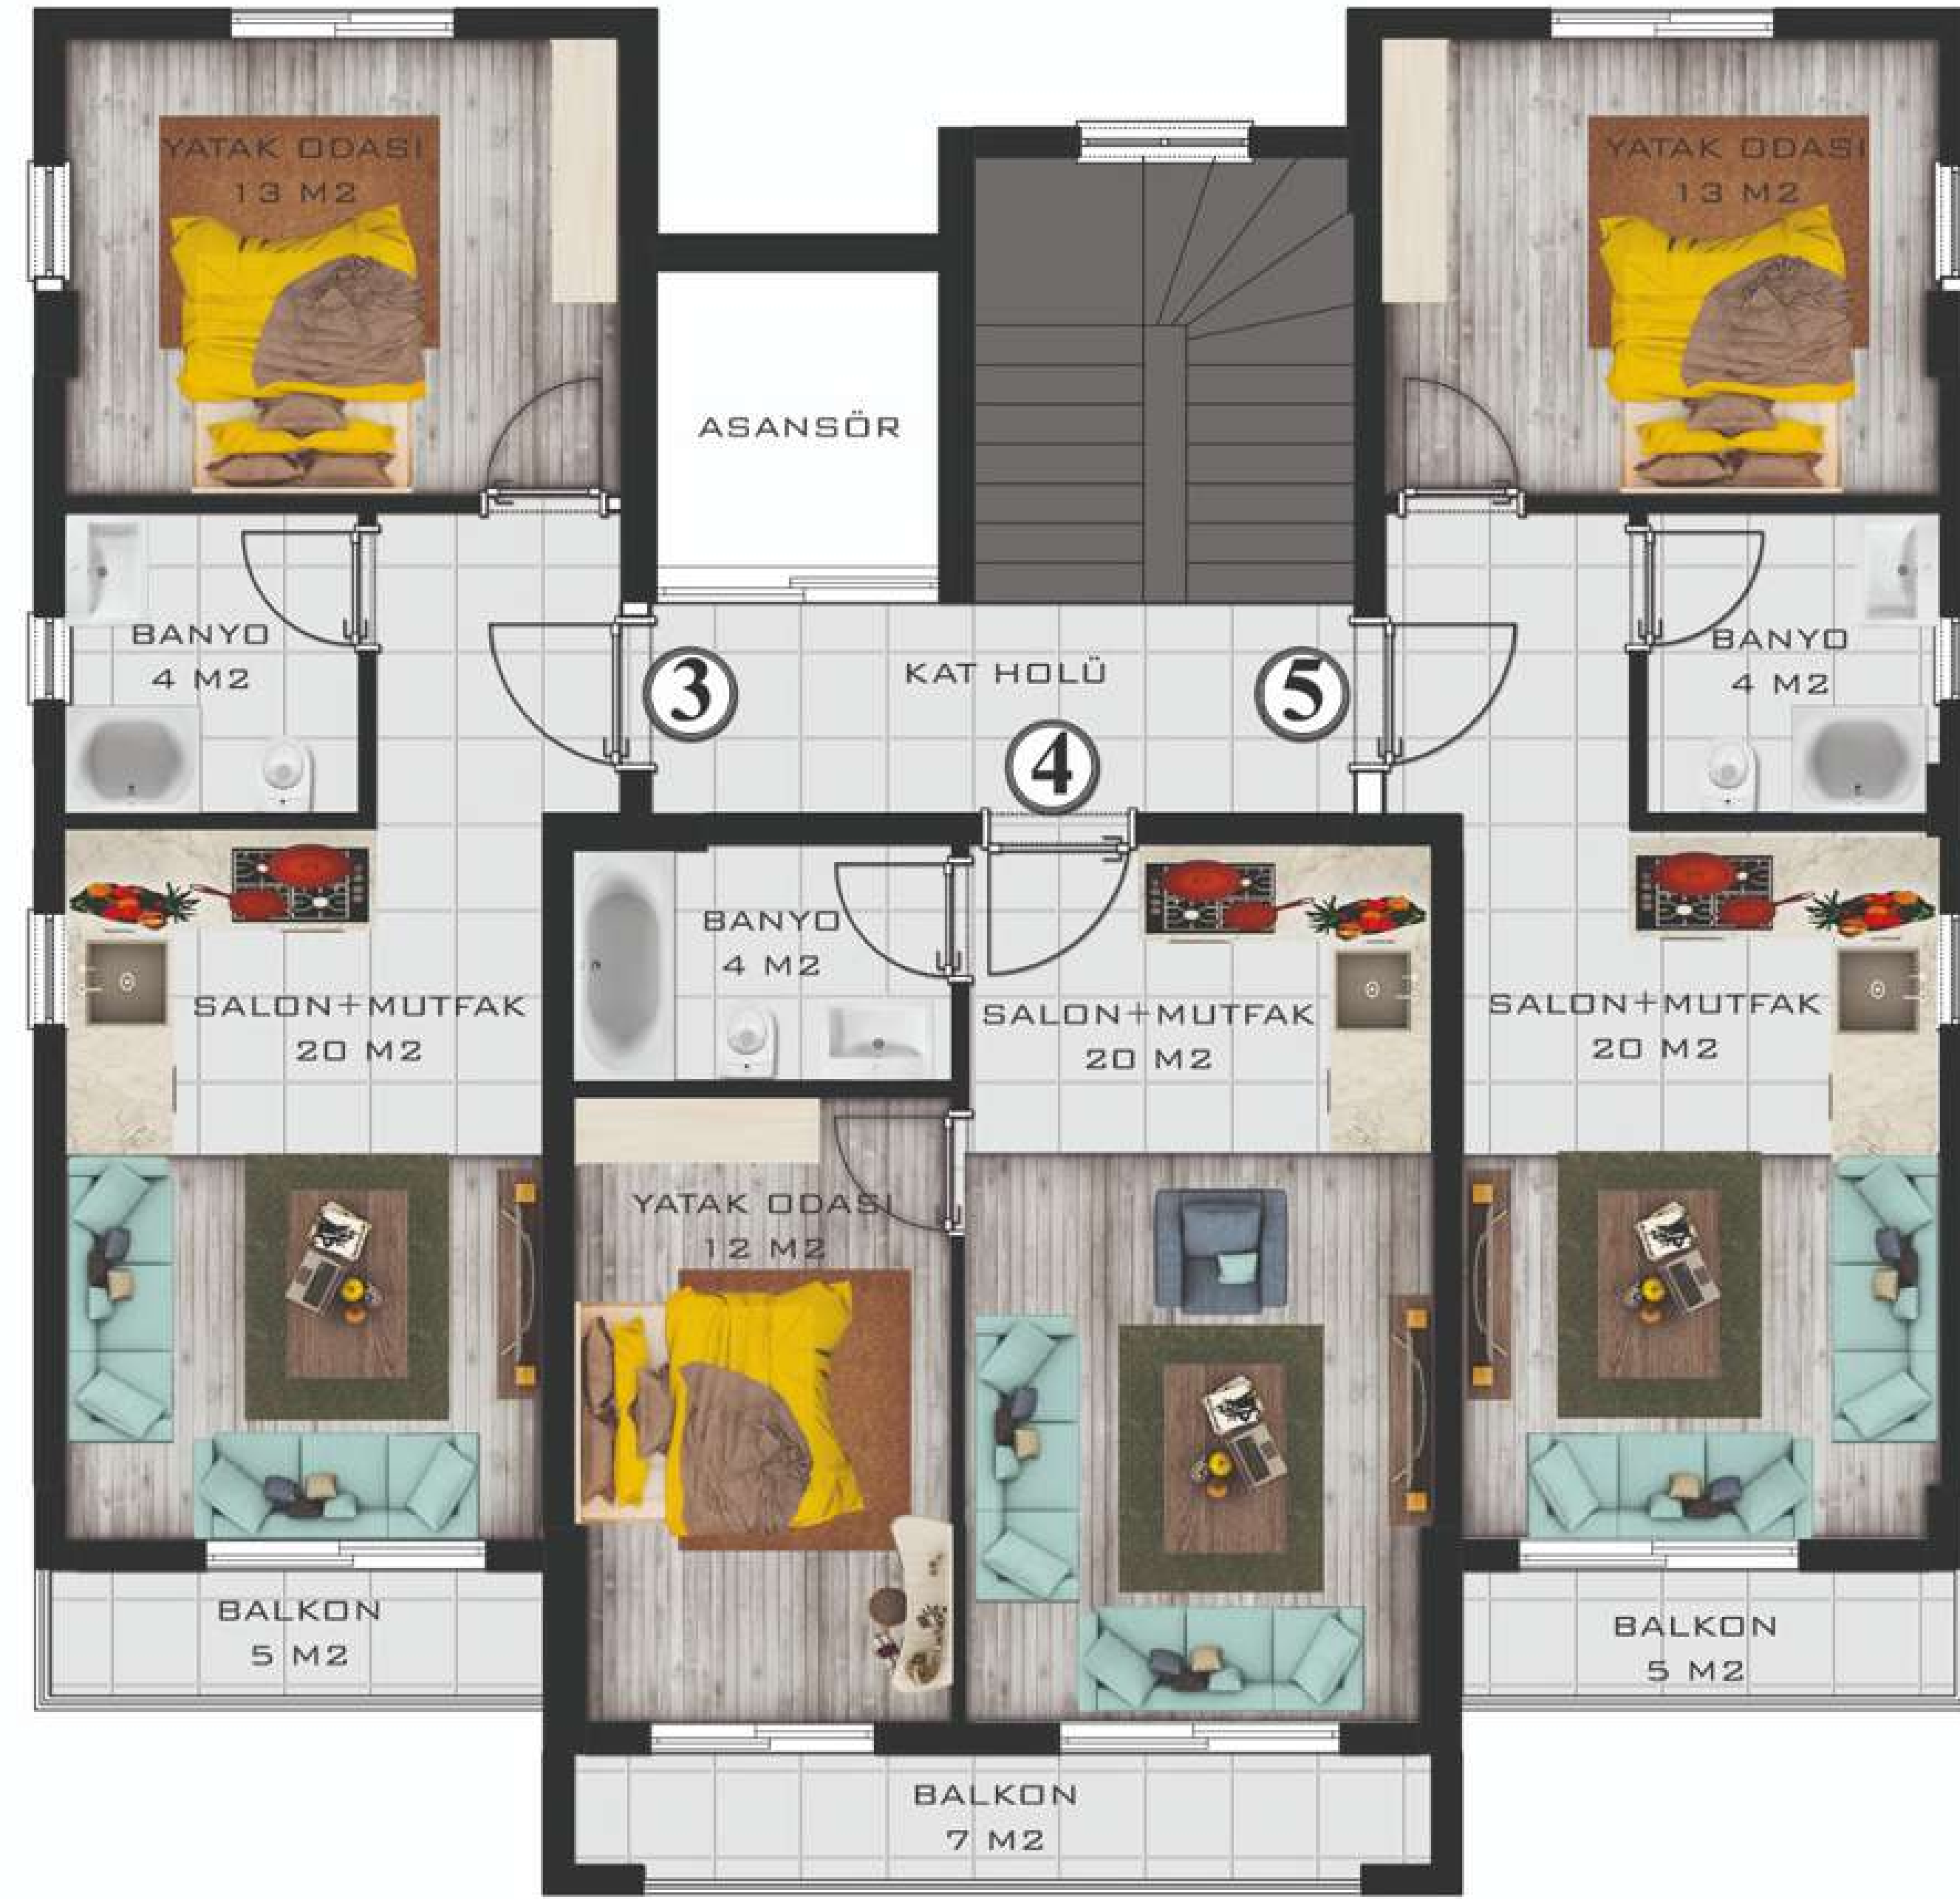 YATAK ODASI
13 M2
YATAK ODASI
13 M2
ASANSÖR
BANYO
4 M2
3
KAT HOLÜ
5
BANYO
4 M2
4
BANYO
4 M2
SALON+MUTFAK
20 M2
SALON+MUTFAK
20 M2
SALON+MUTFAK
20 M2
YATAK ODASI
12 M2
BALKON
5 M2
BALKON
5 M2
BALKON
7 M2